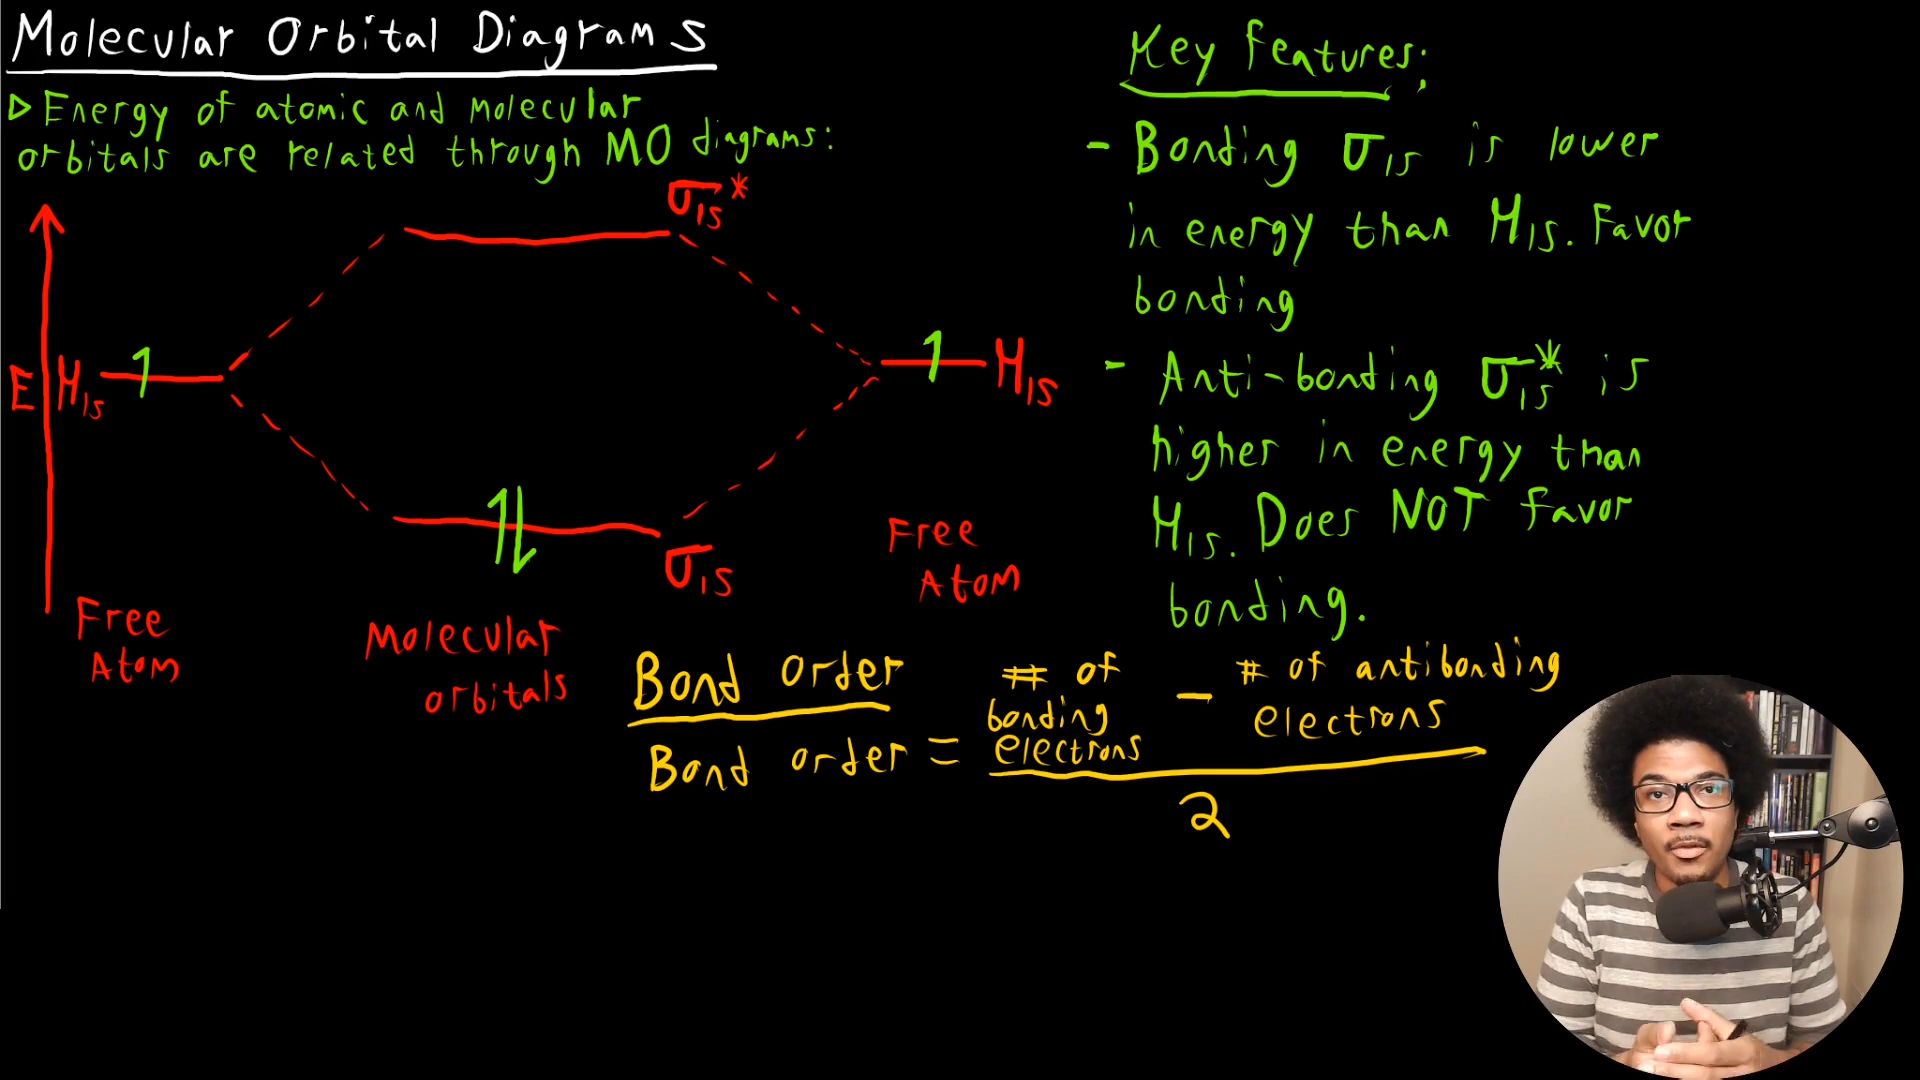 Molecular Orbital Diagrams
▷ Energy of atomic and molecular
orbitals are related through MO diagrams:
σ1s*
E
H1s
H1s
σ1s
Free
Atom
Molecular
orbitals
Free
Atom
Key Features:
- Bonding σ1s is lower
in energy than H1s. Favor
bonding
- Anti-bonding σ1s* is
higher in energy than
H1s. Does NOT favor
bonding.
Bond order
Bond order = # of bonding electrons - # of antibonding electrons
2